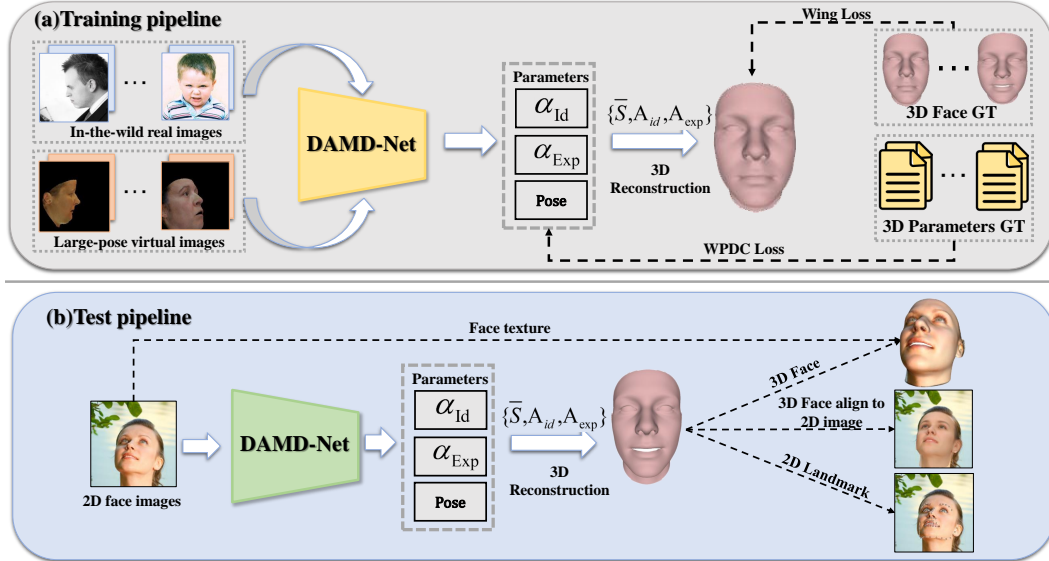 (a)Training pipeline
In-the-wild real images
Large-pose virtual images
DAMD-Net
Parameters
α_Id
α_Exp
Pose
{S̅,A_id,A_exp}
3D
Reconstruction
Wing Loss
3D Face GT
3D Parameters GT
WPDC Loss
(b)Test pipeline
Face texture
2D face images
DAMD-Net
Parameters
α_Id
α_Exp
Pose
{S̅,A_id,A_exp}
3D
Reconstruction
3D Face
3D Face align to
2D image
2D Landmark